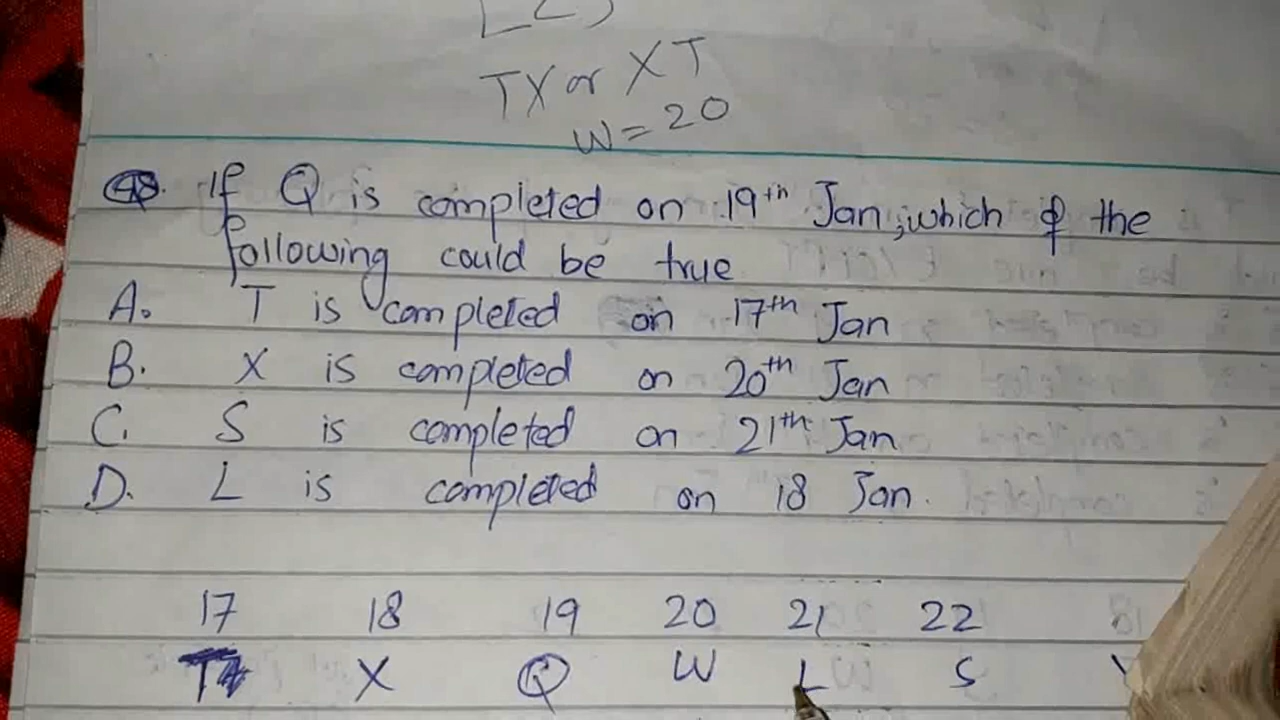 L < S
TX or XT
W = 20
Q8. If Q is completed on 19th Jan, which of the
following could be true
A. T is completed on 17th Jan
B. X is completed on 20th Jan
C. S is completed on 21th Jan
D. L is completed on 18 Jan.
17 18 19 20 21 22
T X Q W L S